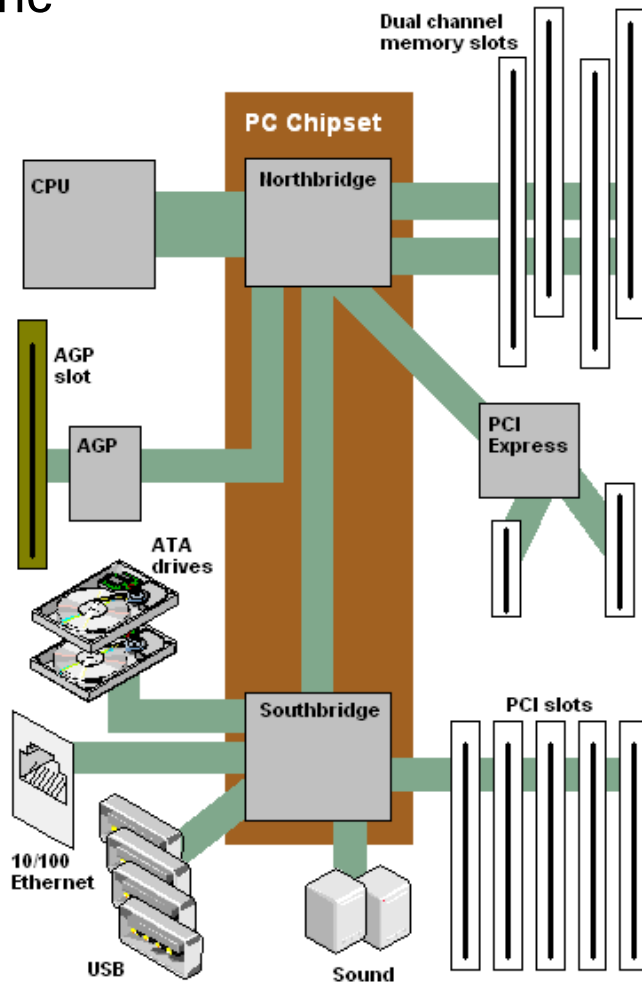 Dual channel
memory slots
PC Chipset
CPU
Northbridge
AGP
slot
AGP
PCI
Express
ATA
drives
Southbridge
PCI slots
10/100
Ethernet
USB
Sound